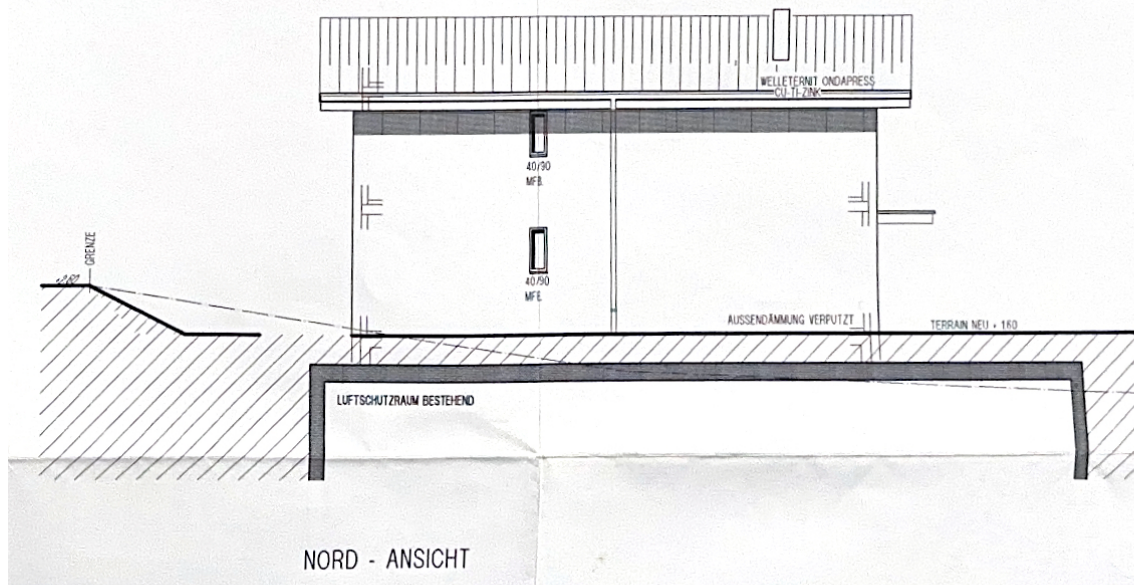 WELLETERNIT ONDAPRESS
CU-TI-ZINK
40/90
MFB.
GRENZE
40/90
MFB.
AUSSENDÄMMUNG VERPUTZT
TERRAIN NEU + 160
LUFTSCHUTZRAUM BESTEHEND
NORD - ANSICHT